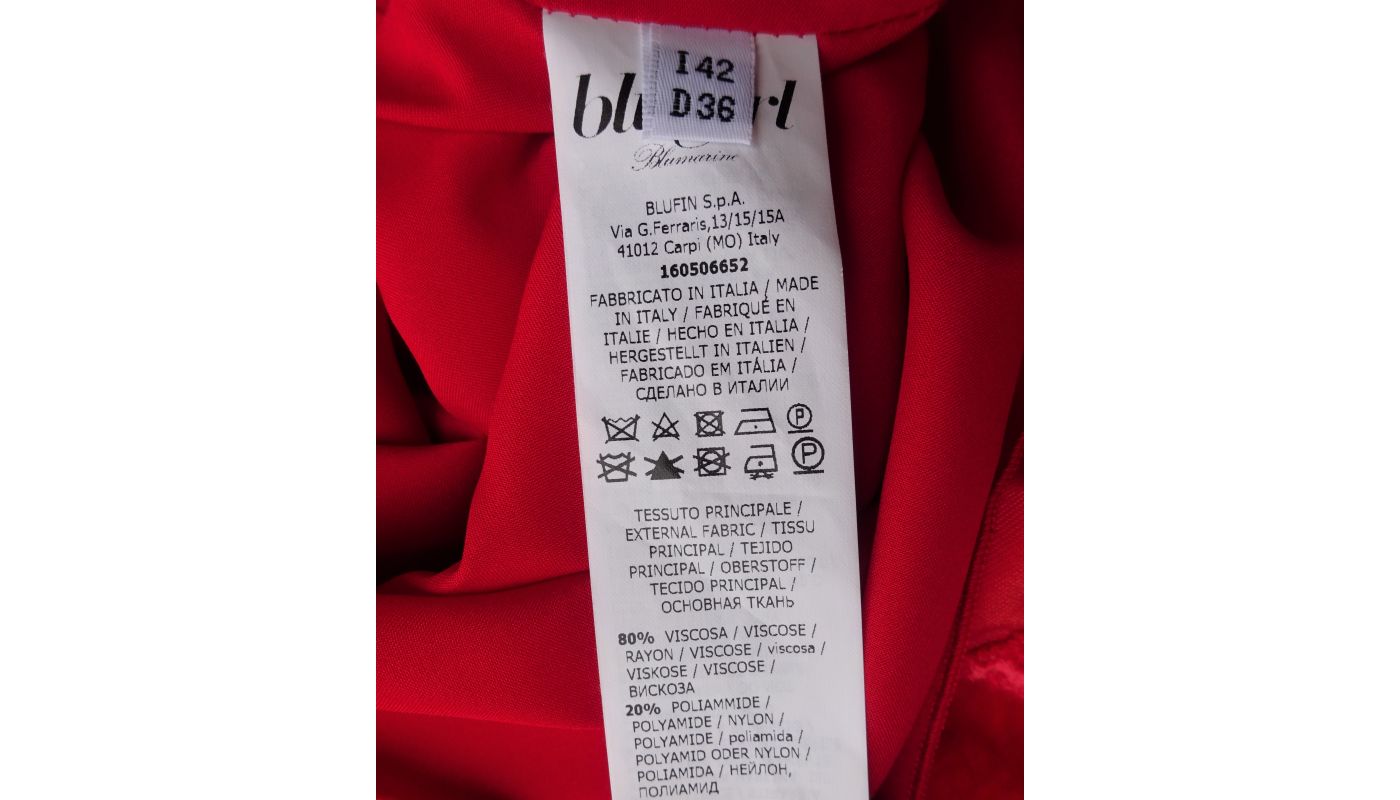 I 42
D 36
Blumarine
BLUFIN S.p.A.
Via G.Ferraris,13/15/15A
41012 Carpi (MO) Italy
160506652
FABBRICATO IN ITALIA / MADE
IN ITALY / FABRIQUÉ EN
ITALIE / HECHO EN ITALIA /
HERGESTELLT IN ITALIEN /
FABRICADO EM ITÁLIA /
СДЕЛАНО В ИТАЛИИ
P
P
TESSUTO PRINCIPALE /
EXTERNAL FABRIC / TISSU
PRINCIPAL / TEJIDO
PRINCIPAL / OBERSTOFF /
TECIDO PRINCIPAL /
ОСНОВНАЯ ТКАНЬ
80% VISCOSA / VISCOSE /
RAYON / VISCOSE / viscosa /
VISKOSE / VISCOSE /
ВИСКОЗА
20% POLIAMMIDE /
POLYAMIDE / NYLON /
POLYAMIDE / poliamida /
POLYAMID ODER NYLON /
POLIAMIDA / НЕЙЛОН,
ПОЛИАМИД